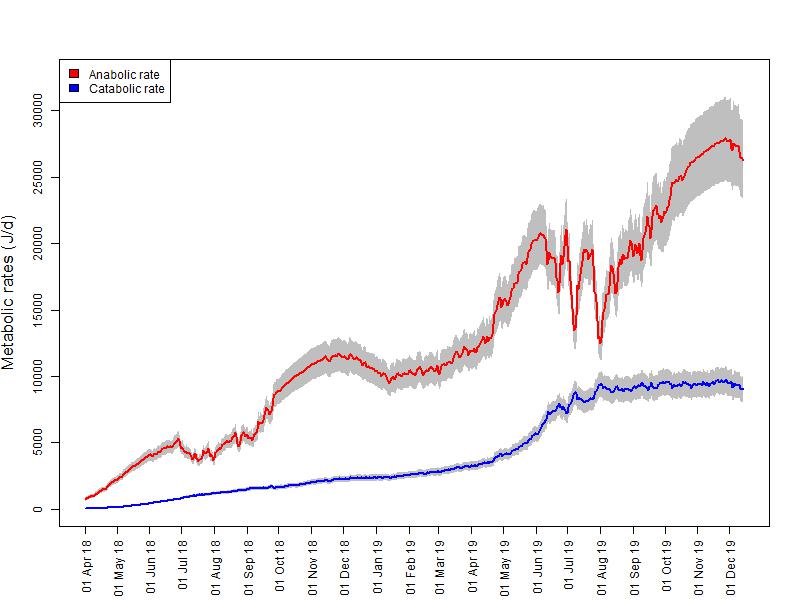 Anabolic rate
Catabolic rate
Metabolic rates (J/d)
30000
25000
20000
15000
10000
5000
0
01 Apr 18
01 May 18
01 Jun 18
01 Jul 18
01 Aug 18
01 Sep 18
01 Oct 18
01 Nov 18
01 Dec 18
01 Jan 19
01 Feb 19
01 Mar 19
01 Apr 19
01 May 19
01 Jun 19
01 Jul 19
01 Aug 19
01 Sep 19
01 Oct 19
01 Nov 19
01 Dec 19